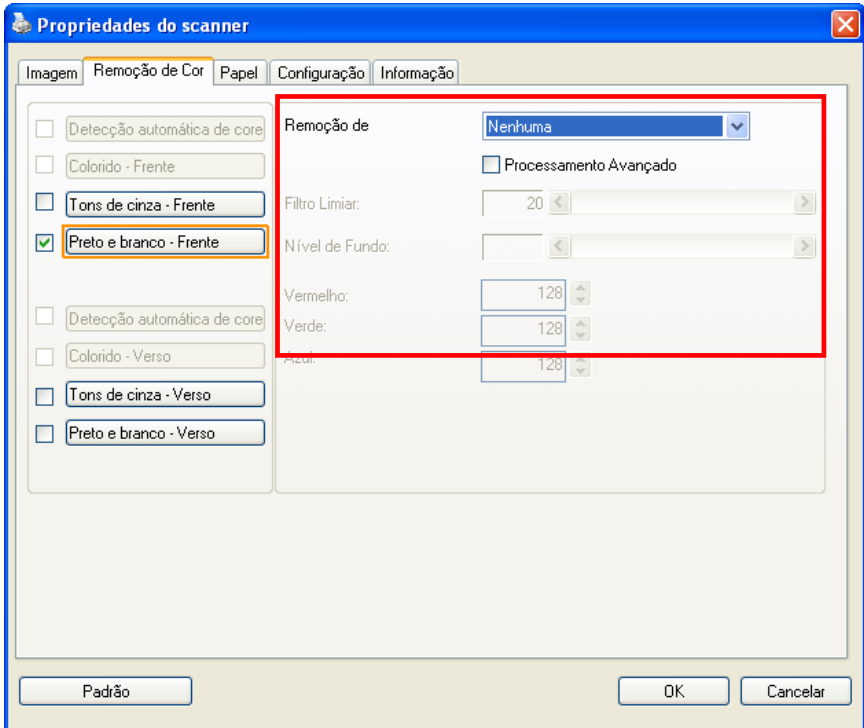 Propriedades do scanner
Imagem Remoção de Cor Papel Configuração Informação
Detecção automática de core
Colorido - Frente
Tons de cinza - Frente
Preto e branco - Frente
Detecção automática de core
Colorido - Verso
Tons de cinza - Verso
Preto e branco - Verso
Remoção de Nenhuma
Processamento Avançado
Filtro Limiar: 20
Nível de Fundo:
Vermelho: 128
Verde: 128
Azul: 128
Padrão OK Cancelar